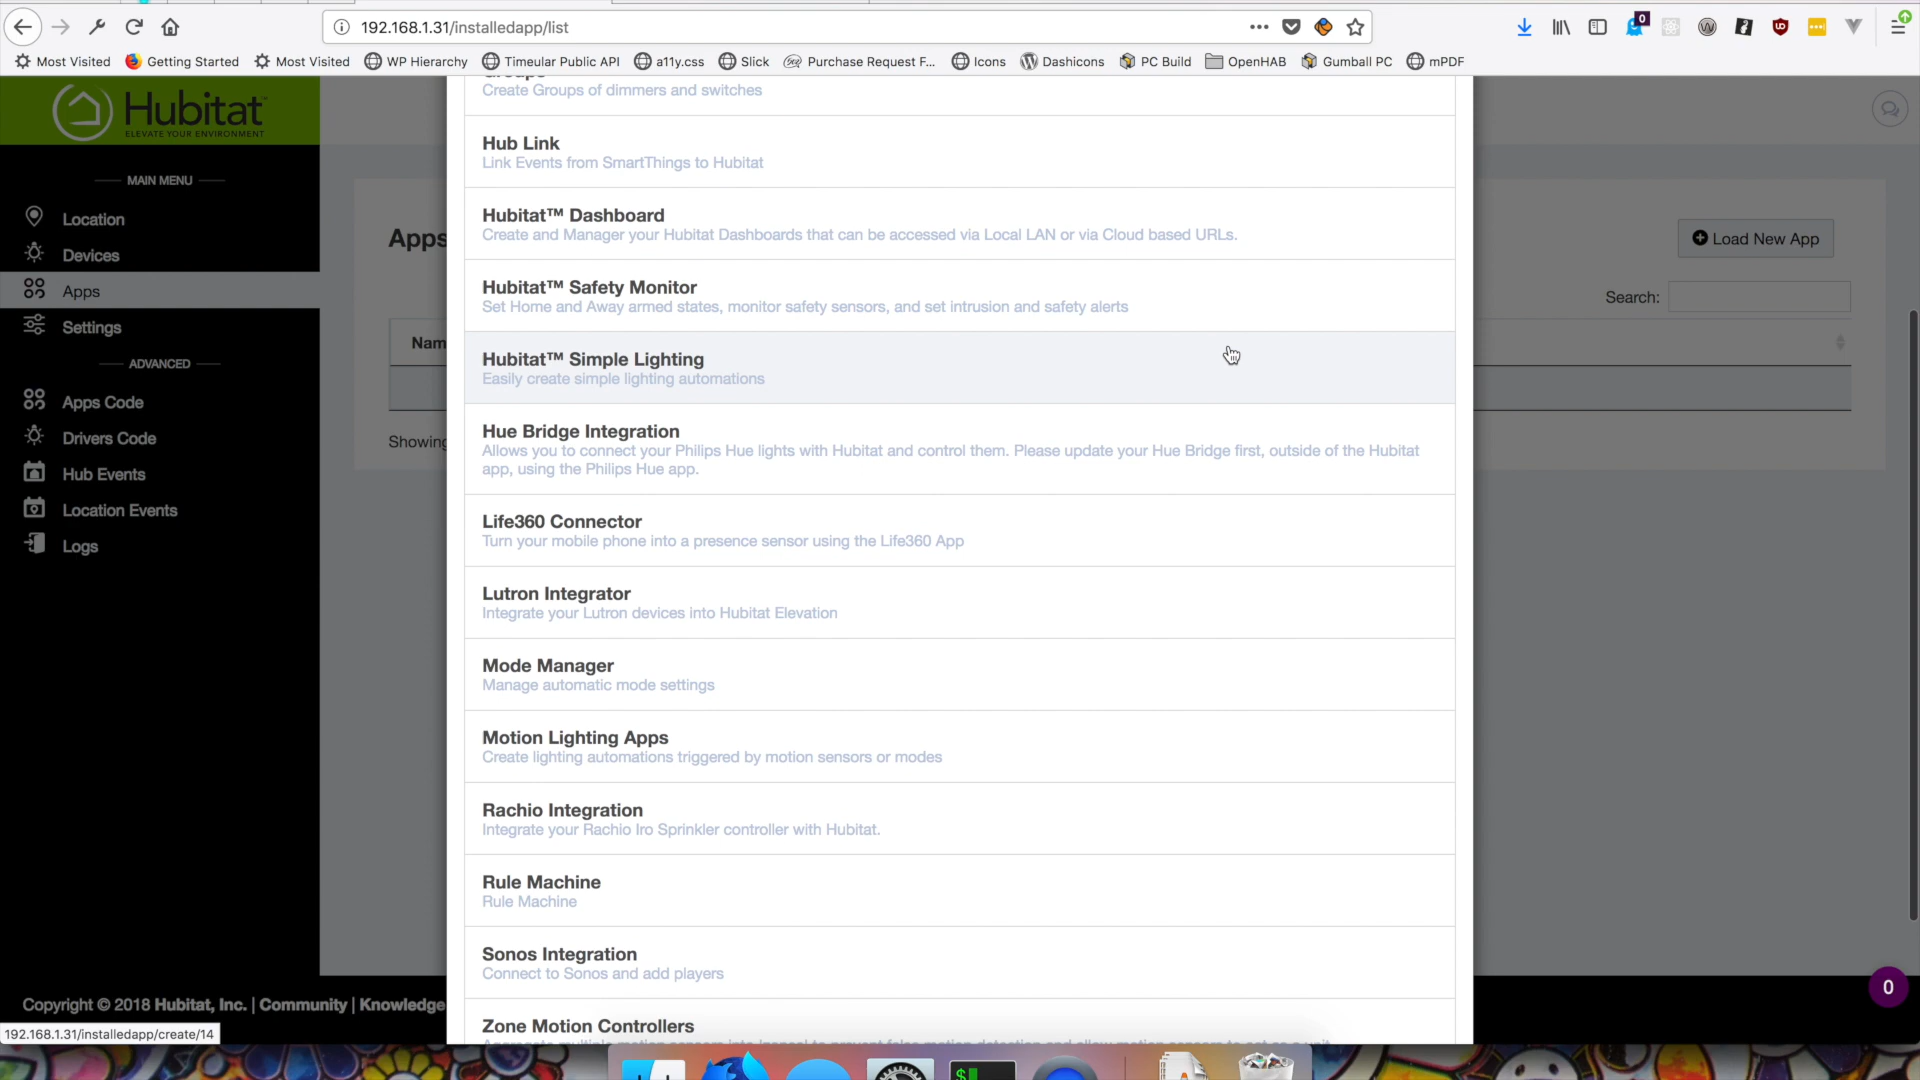 192.168.1.31/installedapp/list
0
Most Visited
Getting Started
Most Visited
WP Hierarchy
Timeular Public API
a11y.css
Slick
Purchase Request F...
Icons
Dashicons
PC Build
OpenHAB
Gumball PC
mPDF
Hubitat™
ELEVATE YOUR ENVIRONMENT
MAIN MENU
Location
Devices
Apps
Settings
ADVANCED
Apps Code
Drivers Code
Hub Events
Location Events
Logs
Apps
Load New App
Search:
Nam
Showing
Groups
Create Groups of dimmers and switches
Hub Link
Link Events from SmartThings to Hubitat
Hubitat™ Dashboard
Create and Manager your Hubitat Dashboards that can be accessed via Local LAN or via Cloud based URLs.
Hubitat™ Safety Monitor
Set Home and Away armed states, monitor safety sensors, and set intrusion and safety alerts
Hubitat™ Simple Lighting
Easily create simple lighting automations
Hue Bridge Integration
Allows you to connect your Philips Hue lights with Hubitat and control them. Please update your Hue Bridge first, outside of the Hubitat
app, using the Philips Hue app.
Life360 Connector
Turn your mobile phone into a presence sensor using the Life360 App
Lutron Integrator
Integrate your Lutron devices into Hubitat Elevation
Mode Manager
Manage automatic mode settings
Motion Lighting Apps
Create lighting automations triggered by motion sensors or modes
Rachio Integration
Integrate your Rachio Iro Sprinkler controller with Hubitat.
Rule Machine
Rule Machine
Sonos Integration
Connect to Sonos and add players
Zone Motion Controllers
Copyright © 2018 Hubitat, Inc. | Community | Knowledge
0
192.168.1.31/installedapp/create/14